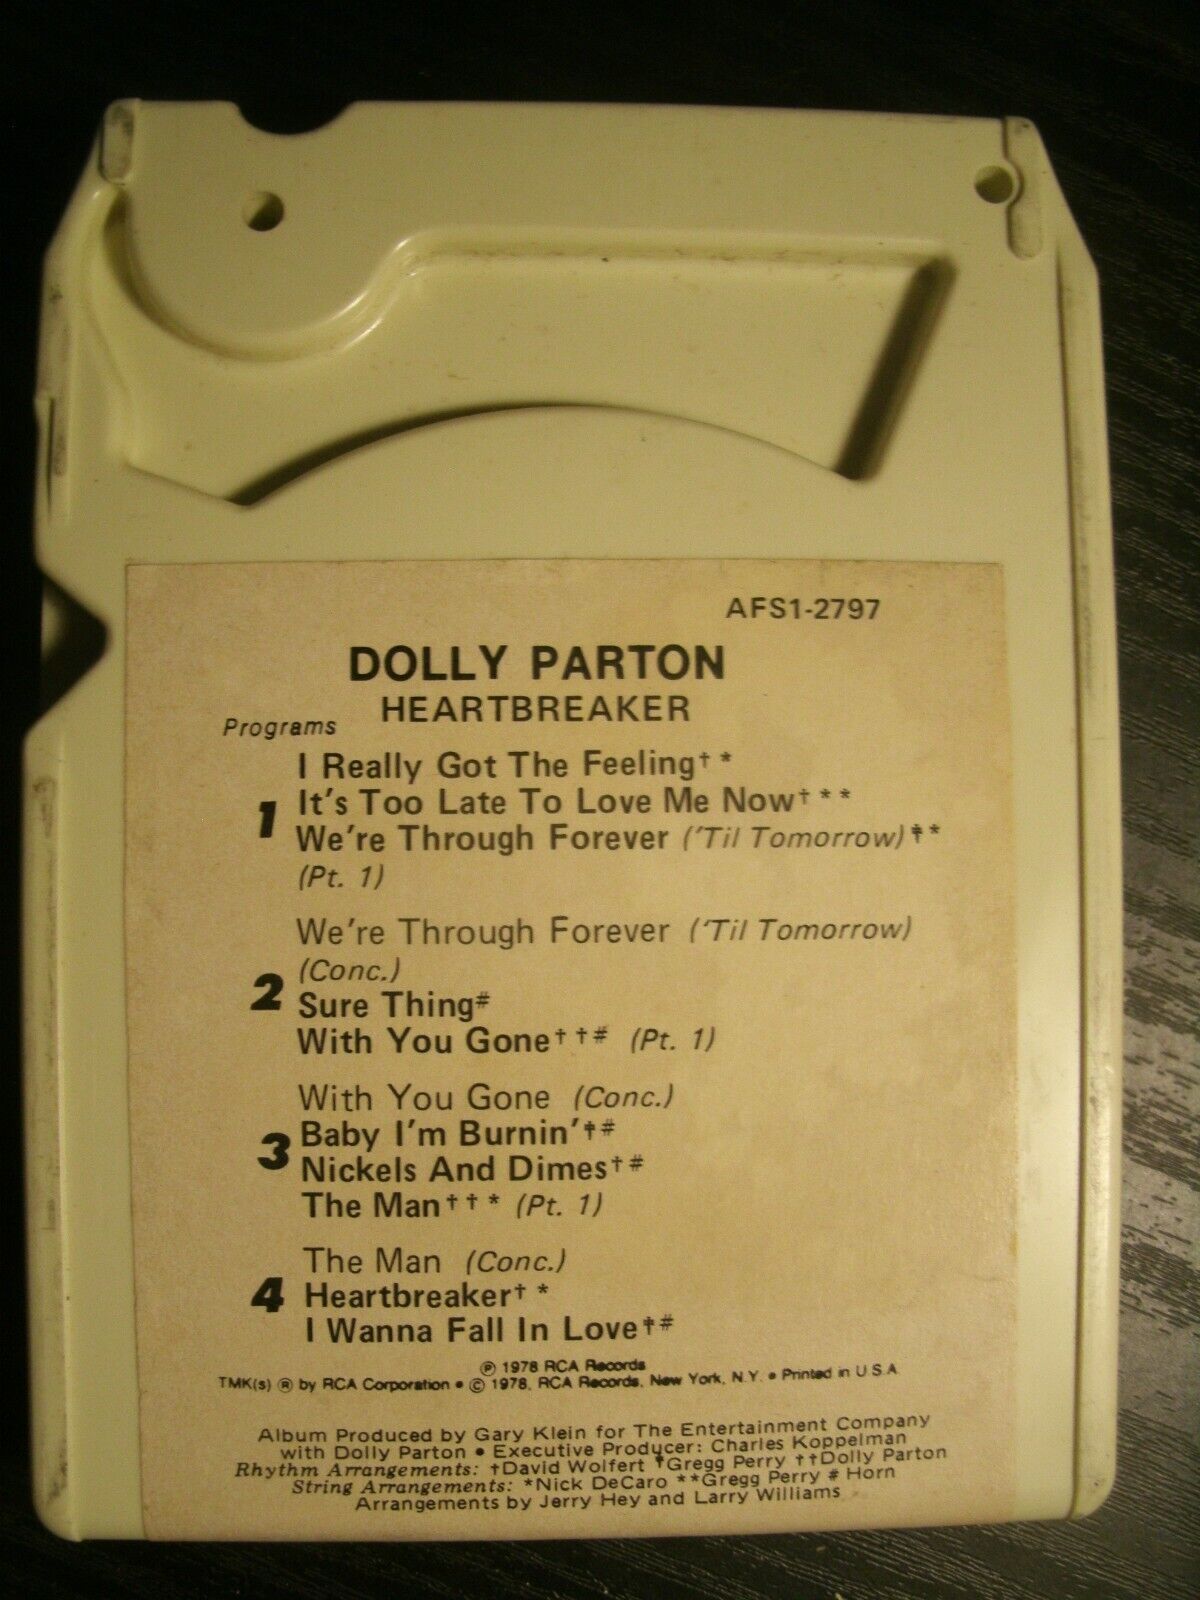 AFS1-2797
DOLLY PARTON
HEARTBREAKER
Programs
I Really Got The Feeling† *
1 It's Too Late To Love Me Now† * *
We're Through Forever ('Til Tomorrow)‡ *
(Pt. 1)
We're Through Forever ('Til Tomorrow)
(Conc.)
2 Sure Thing#
With You Gone† † # (Pt. 1)
With You Gone (Conc.)
3 Baby I'm Burnin'‡ #
Nickels And Dimes† #
The Man† † * (Pt. 1)
The Man (Conc.)
4 Heartbreaker† *
I Wanna Fall In Love‡ #
℗ 1978 RCA Records
TMK(s) ® by RCA Corporation • © 1978, RCA Records, New York, N.Y. • Printed in U S A
Album Produced by Gary Klein for The Entertainment Company
with Dolly Parton • Executive Producer: Charles Koppelman
Rhythm Arrangements: †David Wolfert ‡Gregg Perry ††Dolly Parton
String Arrangements: *Nick DeCaro **Gregg Perry # Horn
Arrangements by Jerry Hey and Larry Williams